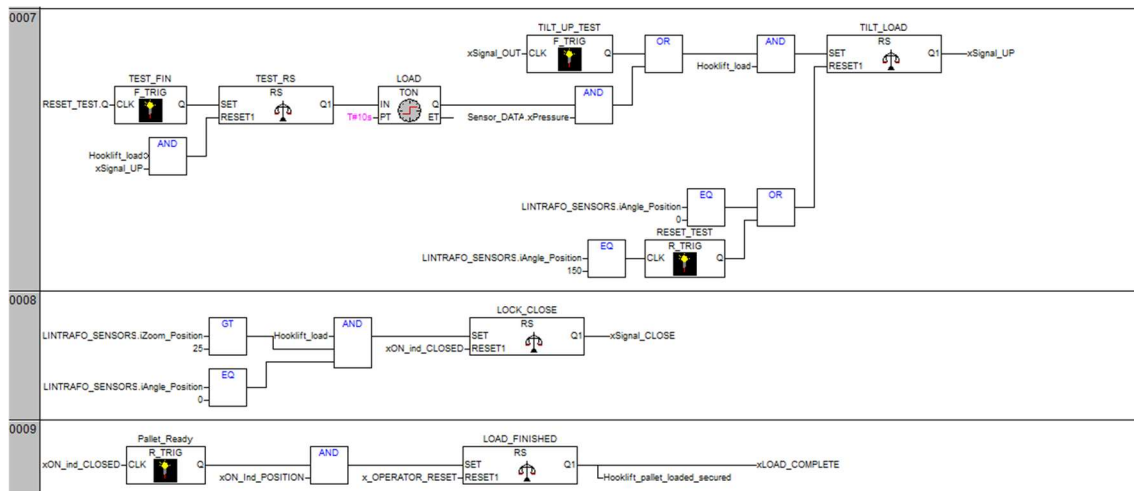 0007
TILT_UP_TEST
F_TRIG
xSignal_OUT CLK Q
OR
AND
Hooklift_load
TILT_LOAD
RS
SET Q1 xSignal_UP
RESET1
TEST_FIN
F_TRIG
RESET_TEST.Q CLK Q
TEST_RS
RS
SET Q1
RESET1
LOAD
TON
IN Q
T#10s PT ET
AND
Sensor_DATA.xPressure
AND
Hooklift_load
xSignal_UP
EQ
LINTRAFO_SENSORS.iAngle_Position
0
OR
RESET_TEST
EQ
R_TRIG
LINTRAFO_SENSORS.iAngle_Position
CLK Q
150
0008
LOCK_CLOSE
GT
AND
RS
LINTRAFO_SENSORS.iZoom_Position
Hooklift_load
SET Q1 xSignal_CLOSE
25
xON_ind_CLOSED RESET1
EQ
LINTRAFO_SENSORS.iAngle_Position
0
0009
Pallet_Ready
LOAD_FINISHED
R_TRIG
AND
RS
xON_ind_CLOSED CLK Q
SET Q1 xLOAD_COMPLETE
xON_Ind_POSITION
x_OPERATOR_RESET RESET1
Hooklift_pallet_loaded_secured